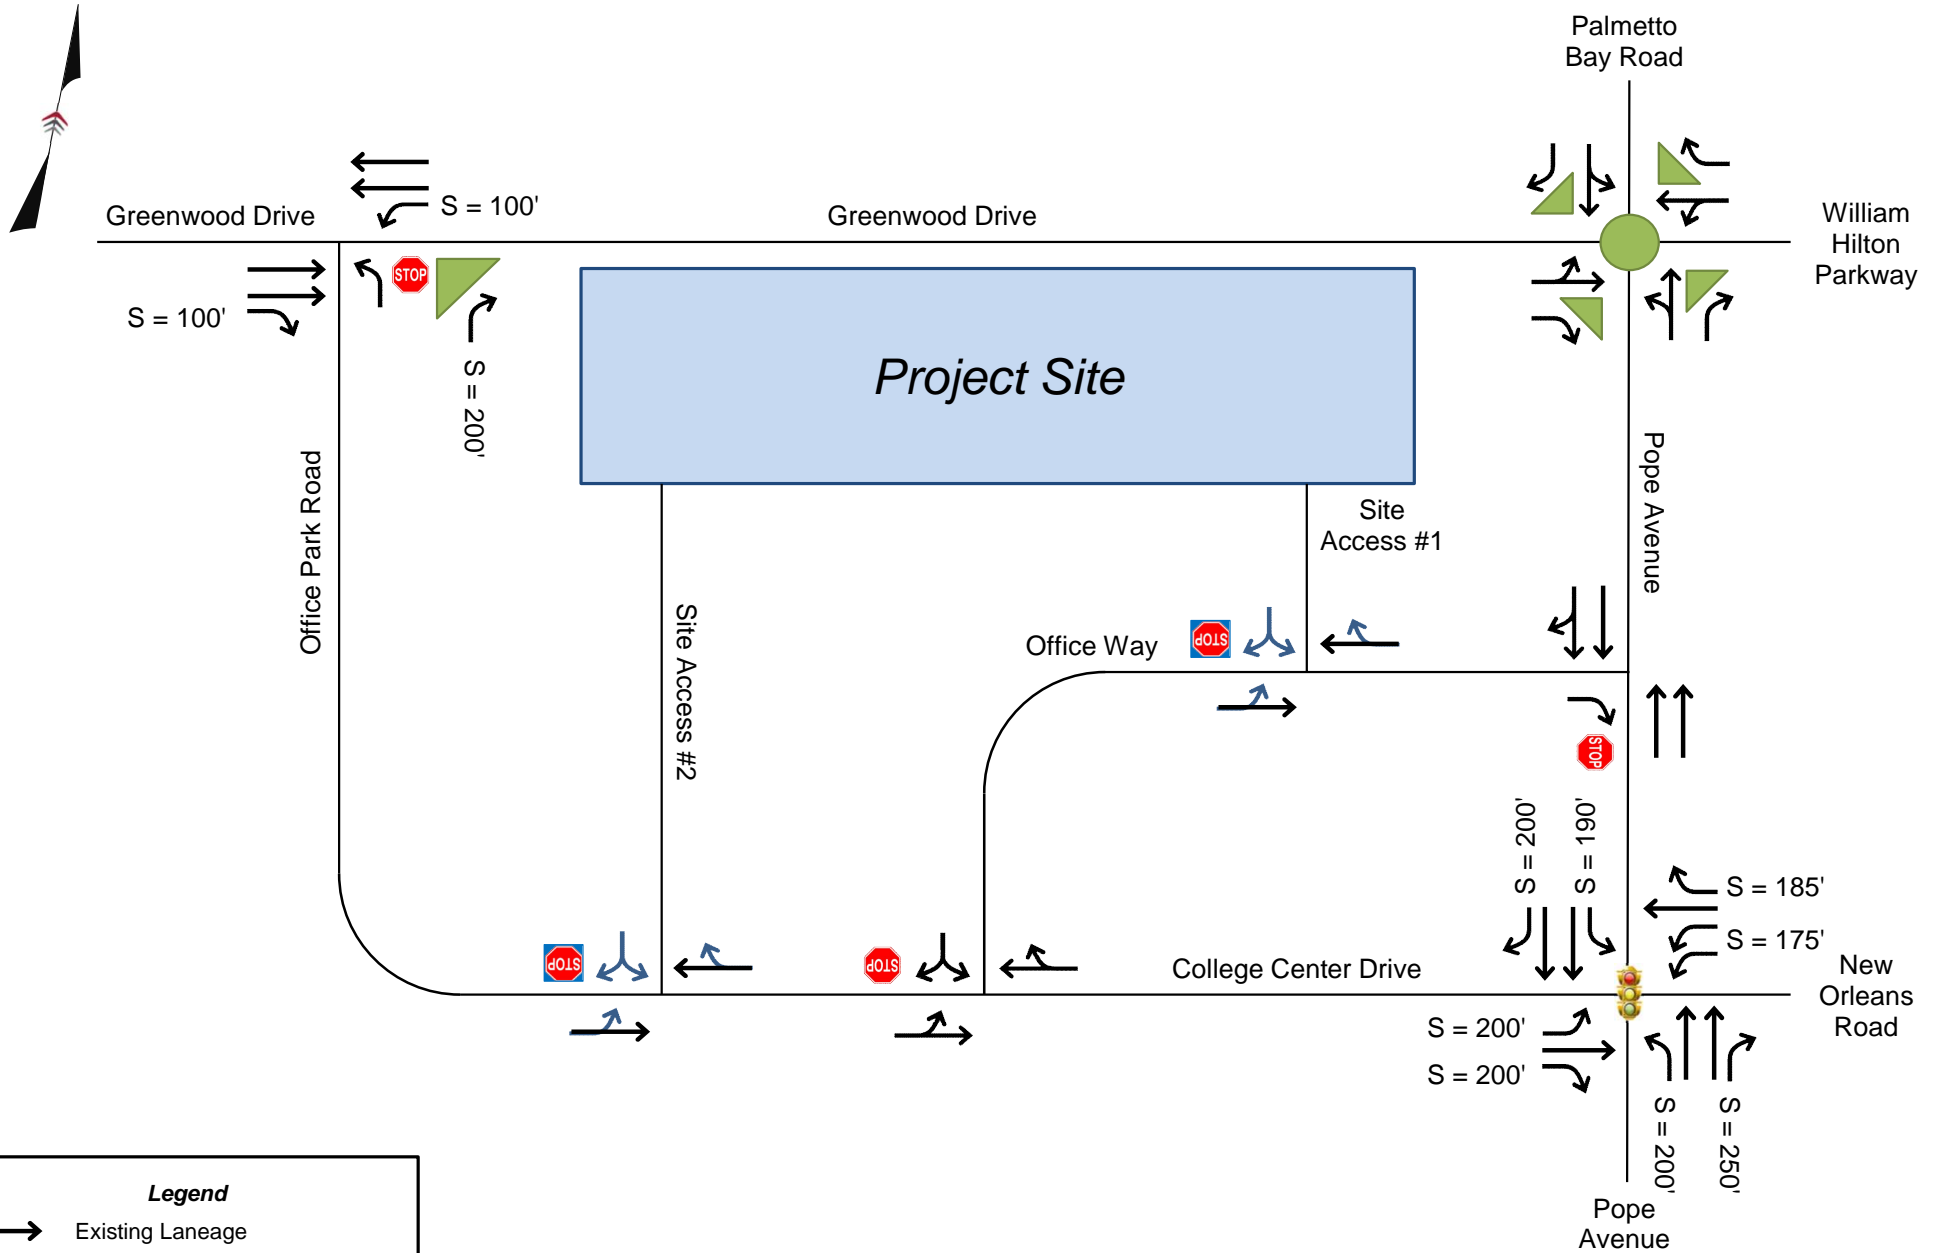 Palmetto
Bay Road
Greenwood Drive
S = 100'
Greenwood Drive
William
Hilton
Parkway
STOP
S = 100'
S = 200'
Project Site
Office Park Road
Pope Avenue
Site
Access #1
Site Access #2
Office Way
STOP
STOP
S = 200'
S = 190'
S = 185'
S = 175'
STOP
STOP
College Center Drive
New
Orleans
Road
S = 200'
S = 200'
S = 200'
S = 250'
Pope
Avenue
Legend
Existing Laneage